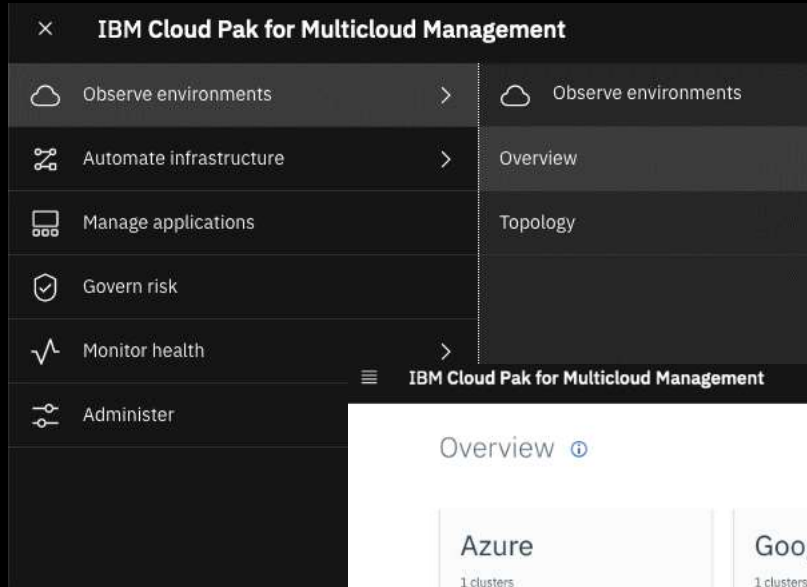 IBM Cloud Pak for Multicloud Management
Observe environments
Automate infrastructure
Manage applications
Govern risk
Monitor health
Administer
Observe environments
Overview
Topology
IBM Cloud Pak for Multicloud Management
Overview
Azure
1 clusters
Goo
1 clusters